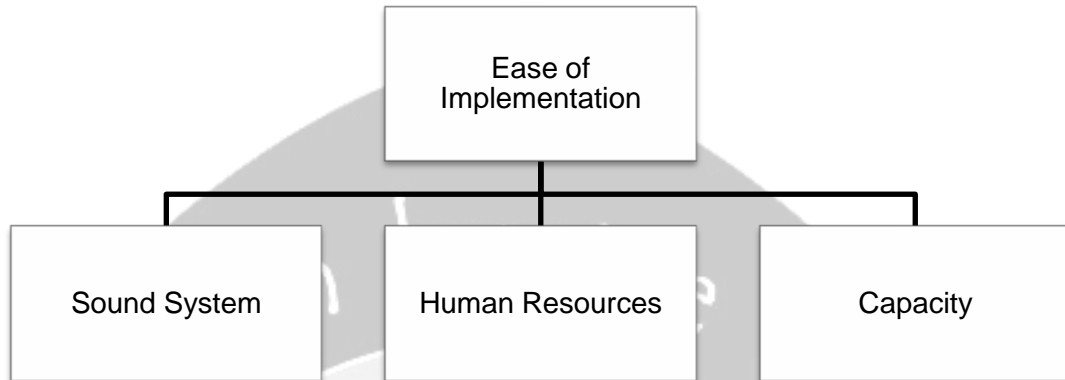 Ease of
Implementation
Sound System
Human Resources
Capacity